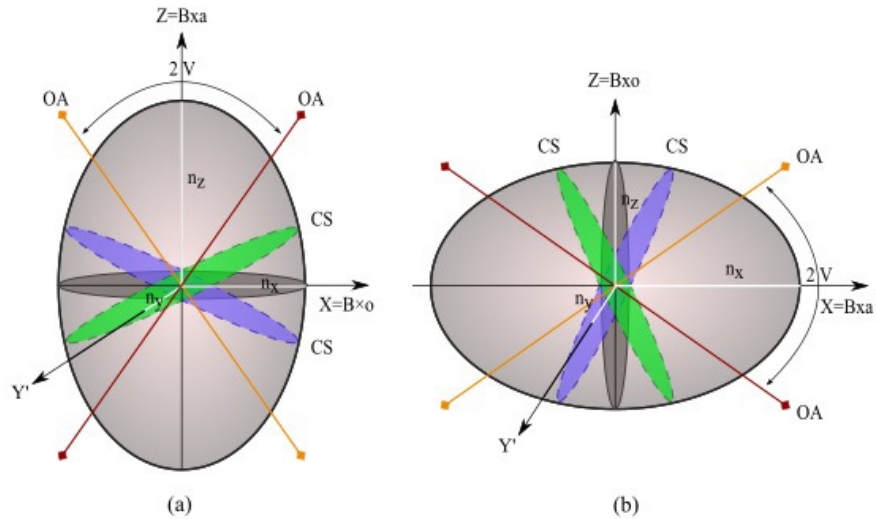 Z=Bxa
2 V
OA
OA
n_z
CS
n_x
n_y
X=B×o
CS
Y'
(a)
Z=Bxo
CS
CS
OA
n_z
n_x
2 V
n_y
X=Bxa
OA
Y'
(b)